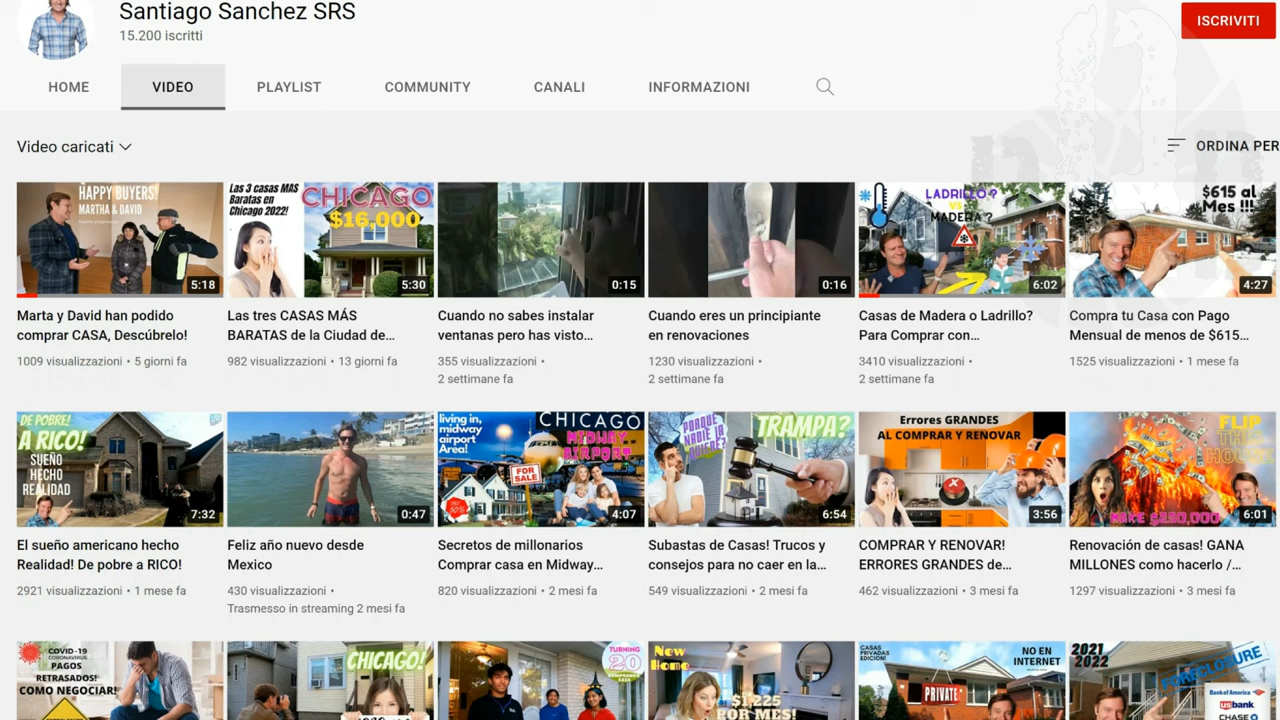 Santiago Sanchez SRS
15.200 iscritti
ISCRIVITI
HOME
VIDEO
PLAYLIST
COMMUNITY
CANALI
INFORMAZIONI
Video caricati
ORDINA PER
HAPPY BUYERS!
MARTHA & DAVID
5:18
Las 3 casas MAS
Baratas en
Chicago 2022!
CHICAGO
$16,000
5:30
0:15
0:16
LADRILLO?
VS
MADERA?
6:02
$615 al
Mes !!!
4:27
Marta y David han podido
comprar CASA, Descúbrelo!
1009 visualizzazioni • 5 giorni fa
Las tres CASAS MÁS
BARATAS de la Ciudad de…
982 visualizzazioni • 13 giorni fa
Cuando no sabes instalar
ventanas pero has visto…
355 visualizzazioni •
2 settimane fa
Cuando eres un principiante
en renovaciones
1230 visualizzazioni •
2 settimane fa
Casas de Madera o Ladrillo?
Para Comprar con…
3410 visualizzazioni •
2 settimane fa
Compra tu Casa con Pago
Mensual de menos de $615…
1525 visualizzazioni • 1 mese fa
DE POBRE!
A RICO!
SUEÑO
HECHO
REALIDAD
7:32
0:47
living in,
midway
airport
Area!
CHICAGO
MIDWAY
AIRPORT
FOR
SALE
4:07
PORQUE
NADIE LA
QUIERE?
TRAMPA?
6:54
Errores GRANDES
AL COMPRAR Y RENOVAR
3:56
FLIP
THIS
HOUSE
MAKE $250,000
6:01
El sueño americano hecho
Realidad! De pobre a RICO!
2921 visualizzazioni • 1 mese fa
Feliz año nuevo desde
Mexico
430 visualizzazioni •
Trasmesso in streaming 2 mesi fa
Secretos de millonarios
Comprar casa en Midway…
820 visualizzazioni • 2 mesi fa
Subastas de Casas! Trucos y
consejos para no caer en la…
549 visualizzazioni • 2 mesi fa
COMPRAR Y RENOVAR!
ERRORES GRANDES de…
462 visualizzazioni • 3 mesi fa
Renovación de casas! GANA
MILLONES como hacerlo /…
1297 visualizzazioni • 3 mesi fa
COVID-19
CORONAVIRUS
PAGOS
RETRASADOS!
COMO NEGOCIAR!
CHICAGO!
TURNING
20
New
Home
$1,225
POR MES!
CASAS
PRIVADAS
EDICION!
NO EN
INTERNET
PRIVATE
2021
2022
FORECLOSURE
Bank of America
usbank
CHASE